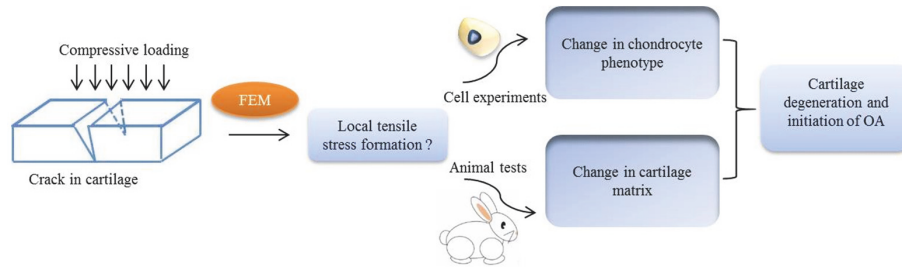 Compressive loading
Crack in cartilage
FEM
Local tensile
stress formation ?
Cell experiments
Change in chondrocyte
phenotype
Animal tests
Change in cartilage
matrix
Cartilage
degeneration and
initiation of OA